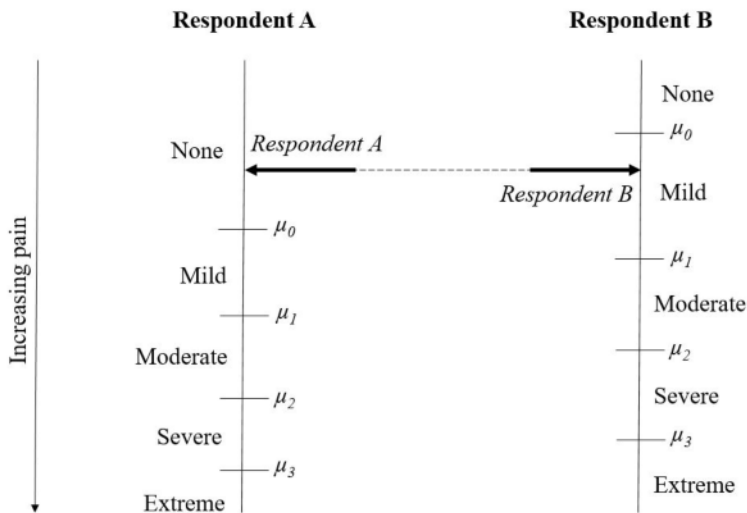 Respondent A
Respondent B
Increasing pain
None
Respondent A
μ0
Mild
μ1
Moderate
μ2
Severe
μ3
Extreme
None
μ0
Respondent B
Mild
μ1
Moderate
μ2
Severe
μ3
Extreme